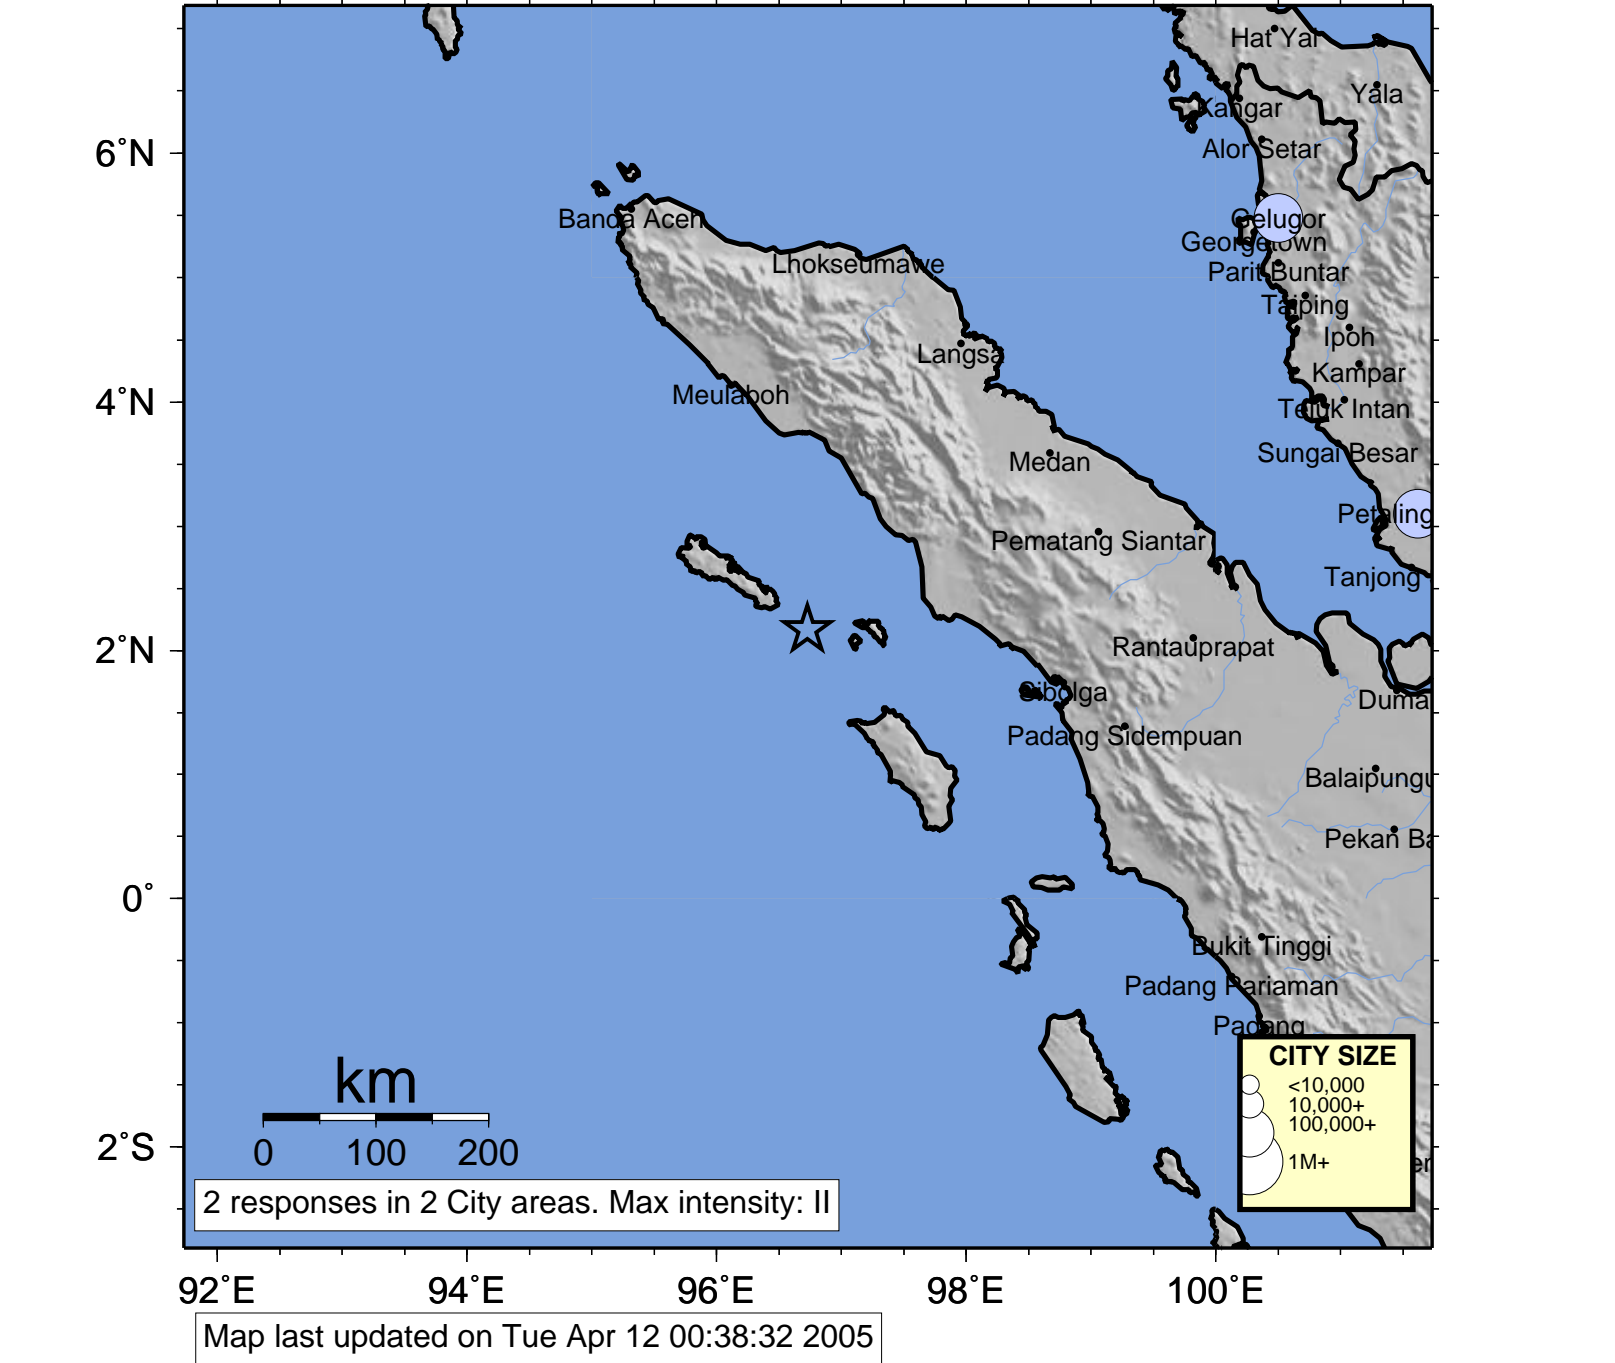 Hat Yai
Yala
Kangar
6°N
Alor Setar
Banda Aceh
Gelugor
Georgetown
Lhokseumawe
Parit Buntar
Taiping
Ipoh
Langsa
Kampar
4°N
Meulaboh
Teluk Intan
Sungai Besar
Medan
Petaling
Pematang Siantar
Tanjong
2°N
Rantauprapat
Sibolga
Duma
Padang Sidempuan
Balaipungu
Pekan Ba
0°
Bukit Tinggi
Padang Pariaman
Padang
CITY SIZE
<10,000
10,000+
100,000+
1M+
km
0 100 200
2°S
er
2 responses in 2 City areas. Max intensity: II
92°E 94°E 96°E 98°E 100°E
Map last updated on Tue Apr 12 00:38:32 2005